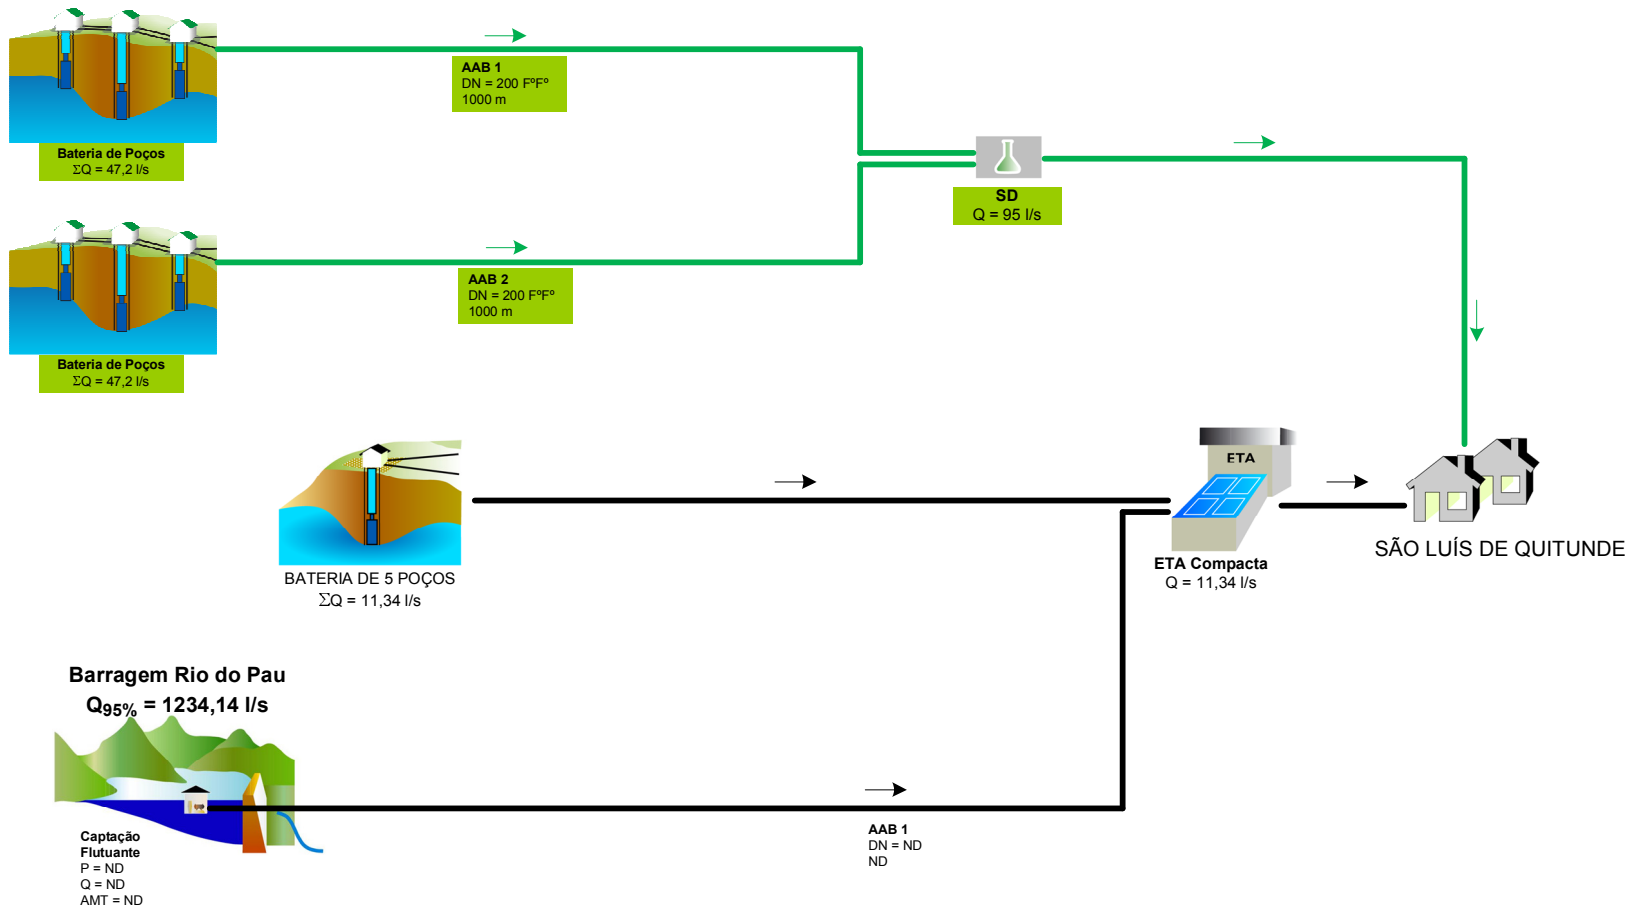 AAB 1
DN = 200 FºFº
1000 m
Bateria de Poços
ΣQ = 47,2 l/s
SD
Q = 95 l/s
AAB 2
DN = 200 FºFº
1000 m
Bateria de Poços
ΣQ = 47,2 l/s
ETA
BATERIA DE 5 POÇOS
ΣQ = 11,34 l/s
ETA Compacta
Q = 11,34 l/s
SÃO LUÍS DE QUITUNDE
Barragem Rio do Pau
Q95% = 1234,14 l/s
Captação
Flutuante
P = ND
Q = ND
AMT = ND
AAB 1
DN = ND
ND